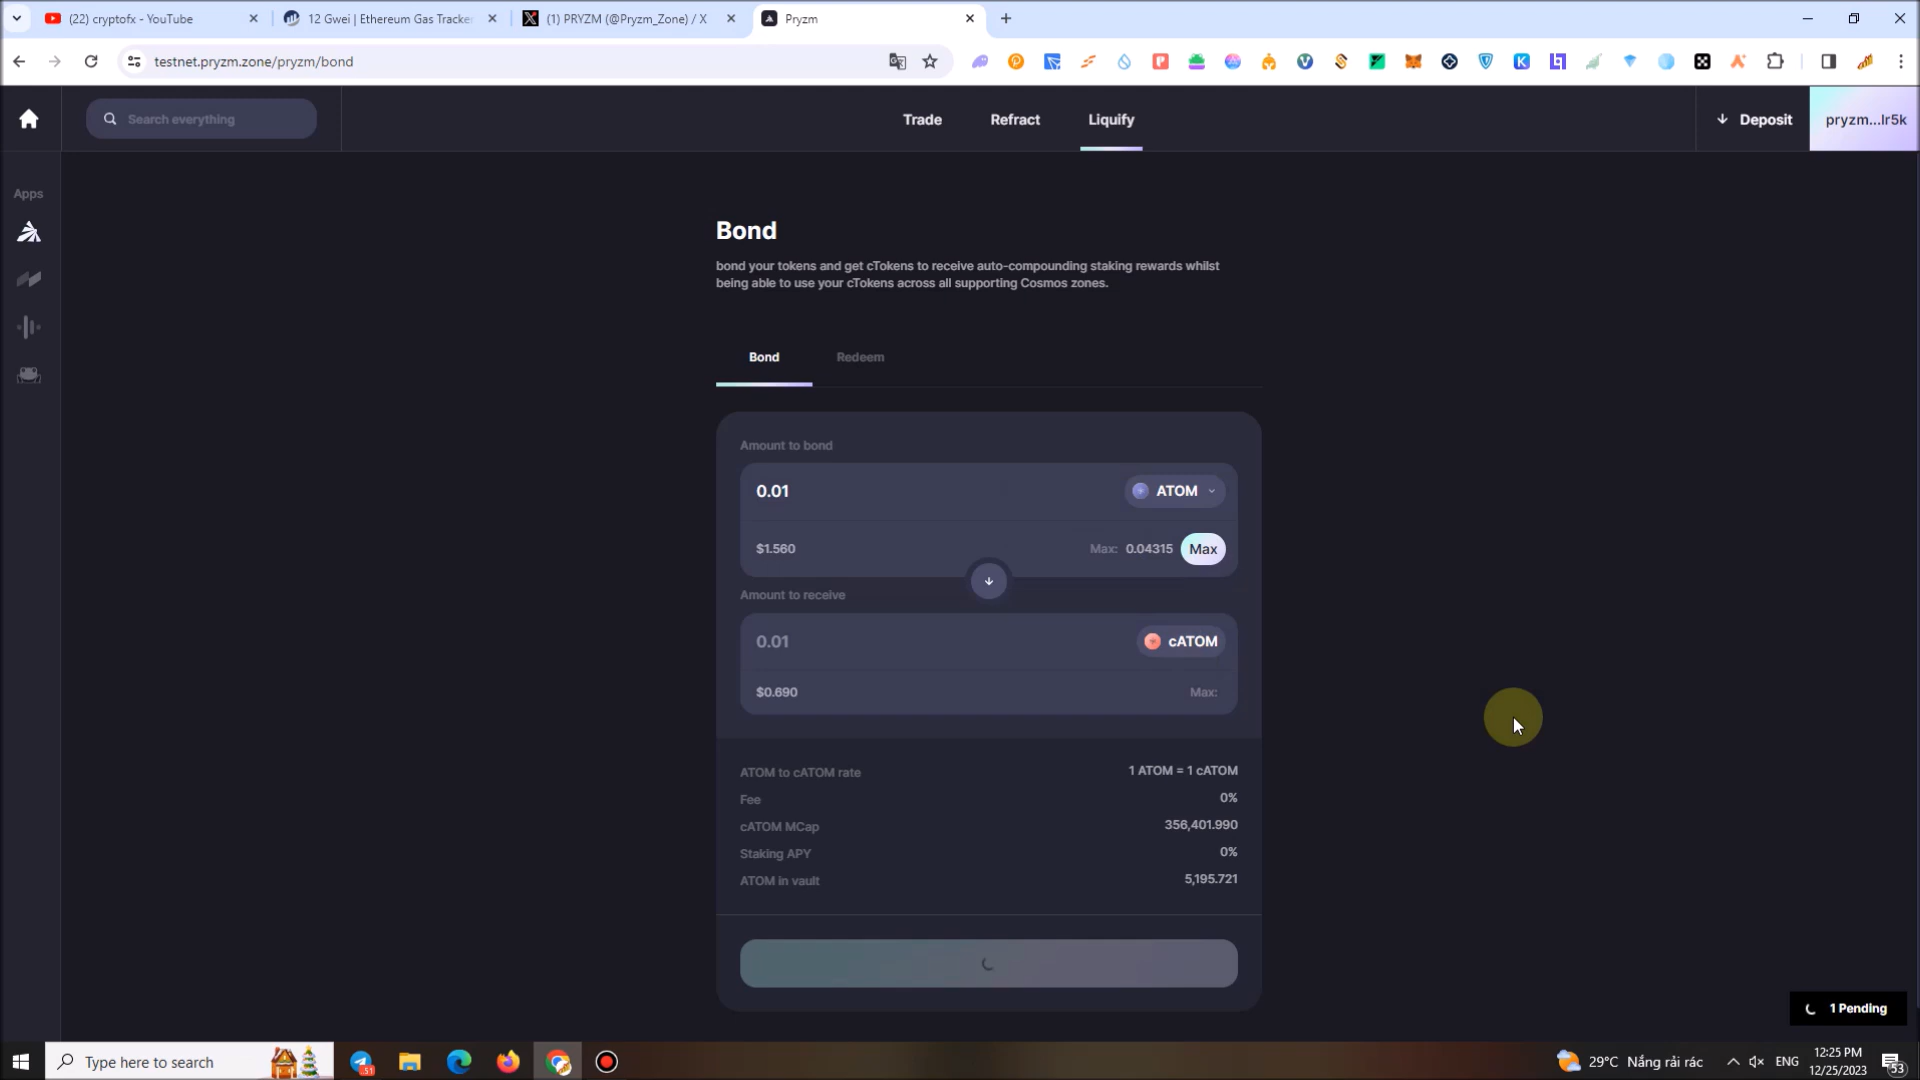 (22) cryptofx - YouTube
12 Gwei | Ethereum Gas Tracker
(1) PRYZM (@Pryzm_Zone) / X
Pryzm
testnet.pryzm.zone/pryzm/bond
Search everything
Trade
Refract
Liquify
Deposit
pryzm...lr5k
Apps
Bond
bond your tokens and get cTokens to receive auto-compounding staking rewards whilst
being able to use your cTokens across all supporting Cosmos zones.
Bond
Redeem
Amount to bond
0.01
ATOM
$1.560
Max: 0.04315
Max
Amount to receive
0.01
cATOM
$0.690
Max:
ATOM to cATOM rate
1 ATOM = 1 cATOM
Fee
0%
cATOM MCap
356,401.990
Staking APY
0%
ATOM in vault
5,195.721
1 Pending
Type here to search
51
29°C Nắng rải rác
ENG
12:25 PM
12/25/2023
53